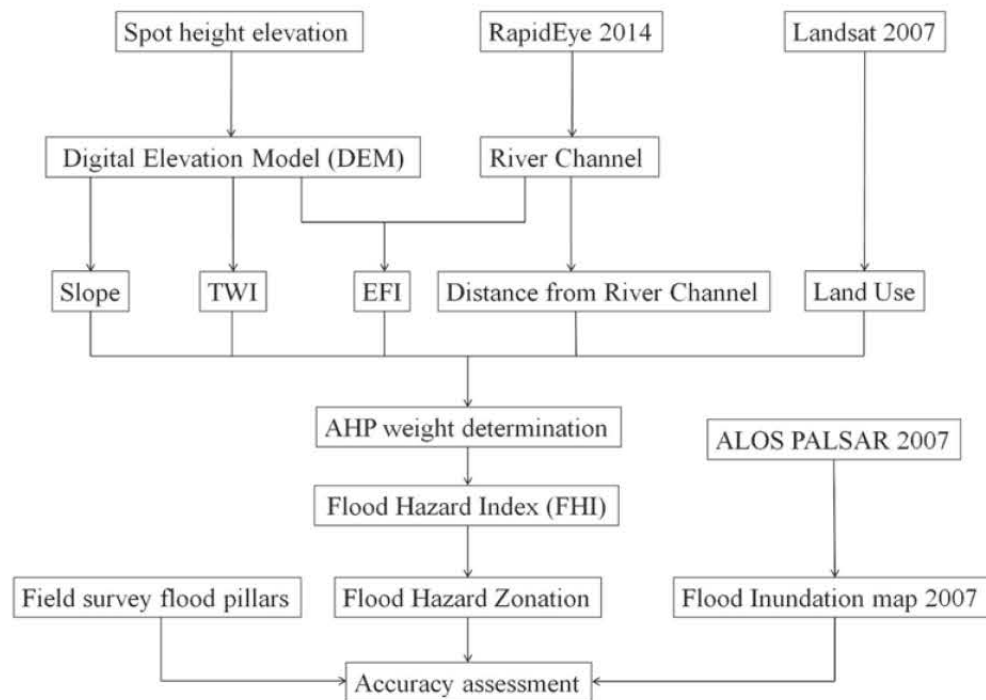 Spot height elevation
RapidEye 2014
Landsat 2007
Digital Elevation Model (DEM)
River Channel
Slope
TWI
EFI
Distance from River Channel
Land Use
AHP weight determination
ALOS PALSAR 2007
Flood Hazard Index (FHI)
Field survey flood pillars
Flood Hazard Zonation
Flood Inundation map 2007
Accuracy assessment